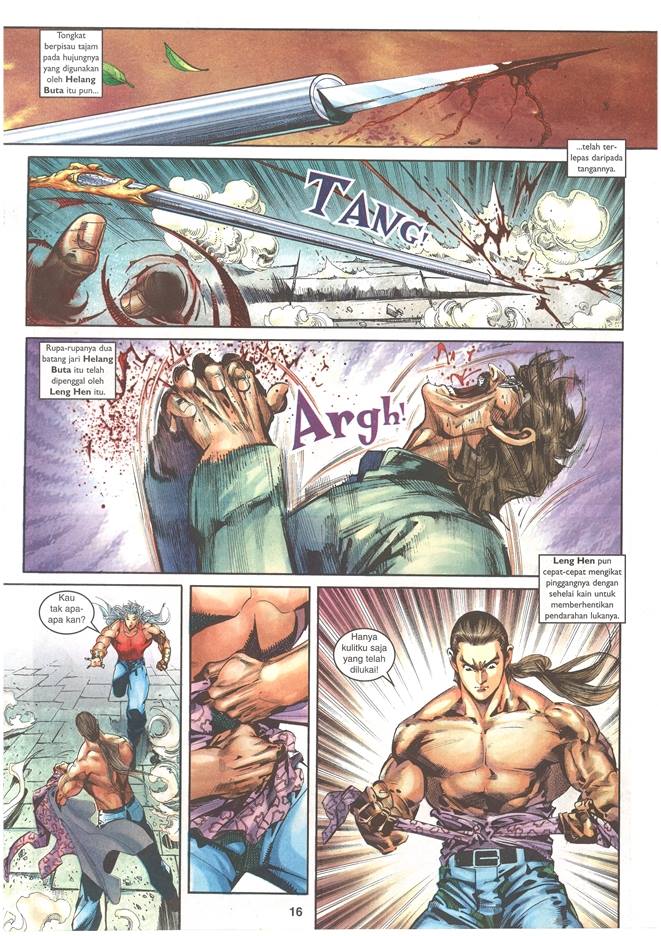 Tongkat
berpisau tajam
pada hujungnya
yang digunakan
oleh Helang
Buta itu pun...
...telah ter-
lepas daripada
tangannya.
TANG!
Rupa-rupanya dua
batang jari Helang
Buta itu telah
dipenggal oleh
Leng Hen itu.
Argh!
Kau
tak apa-
apa kan?
Leng Hen pun
cepat-cepat mengikat
pinggangnya dengan
sehelai kain untuk
memberhentikan
pendarahan lukanya.
Hanya
kulitku saja
yang telah
dilukai!
16